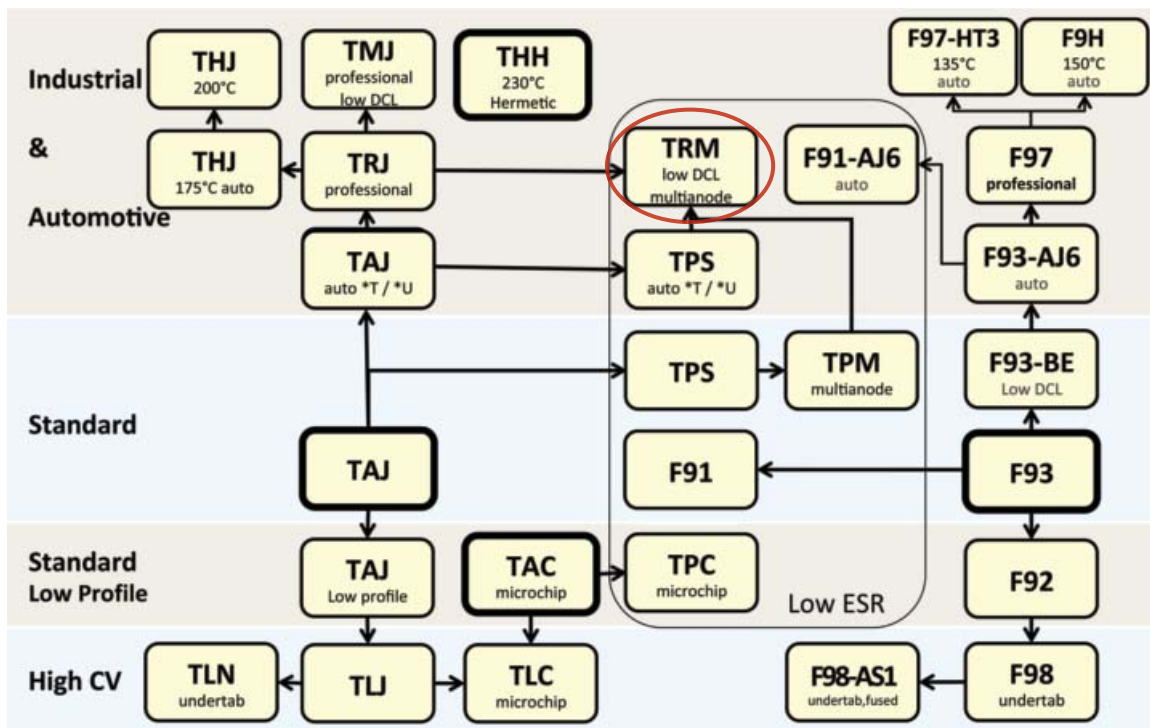 Industrial
&
Automotive
THJ
200°C
TMJ
professional
low DCL
THH
230°C
Hermetic
F97-HT3
135°C
auto
F9H
150°C
auto
THJ
175°C auto
TRJ
professional
TRM
low DCL
multianode
F91-AJ6
auto
F97
professional
TAJ
auto *T / *U
TPS
auto *T / *U
F93-AJ6
auto
Standard
TPS
TPM
multianode
F93-BE
Low DCL
TAJ
F91
F93
Standard
Low Profile
TAJ
Low profile
TAC
microchip
TPC
microchip
Low ESR
F92
High CV
TLN
undertab
TLJ
TLC
microchip
F98-AS1
undertab,fused
F98
undertab